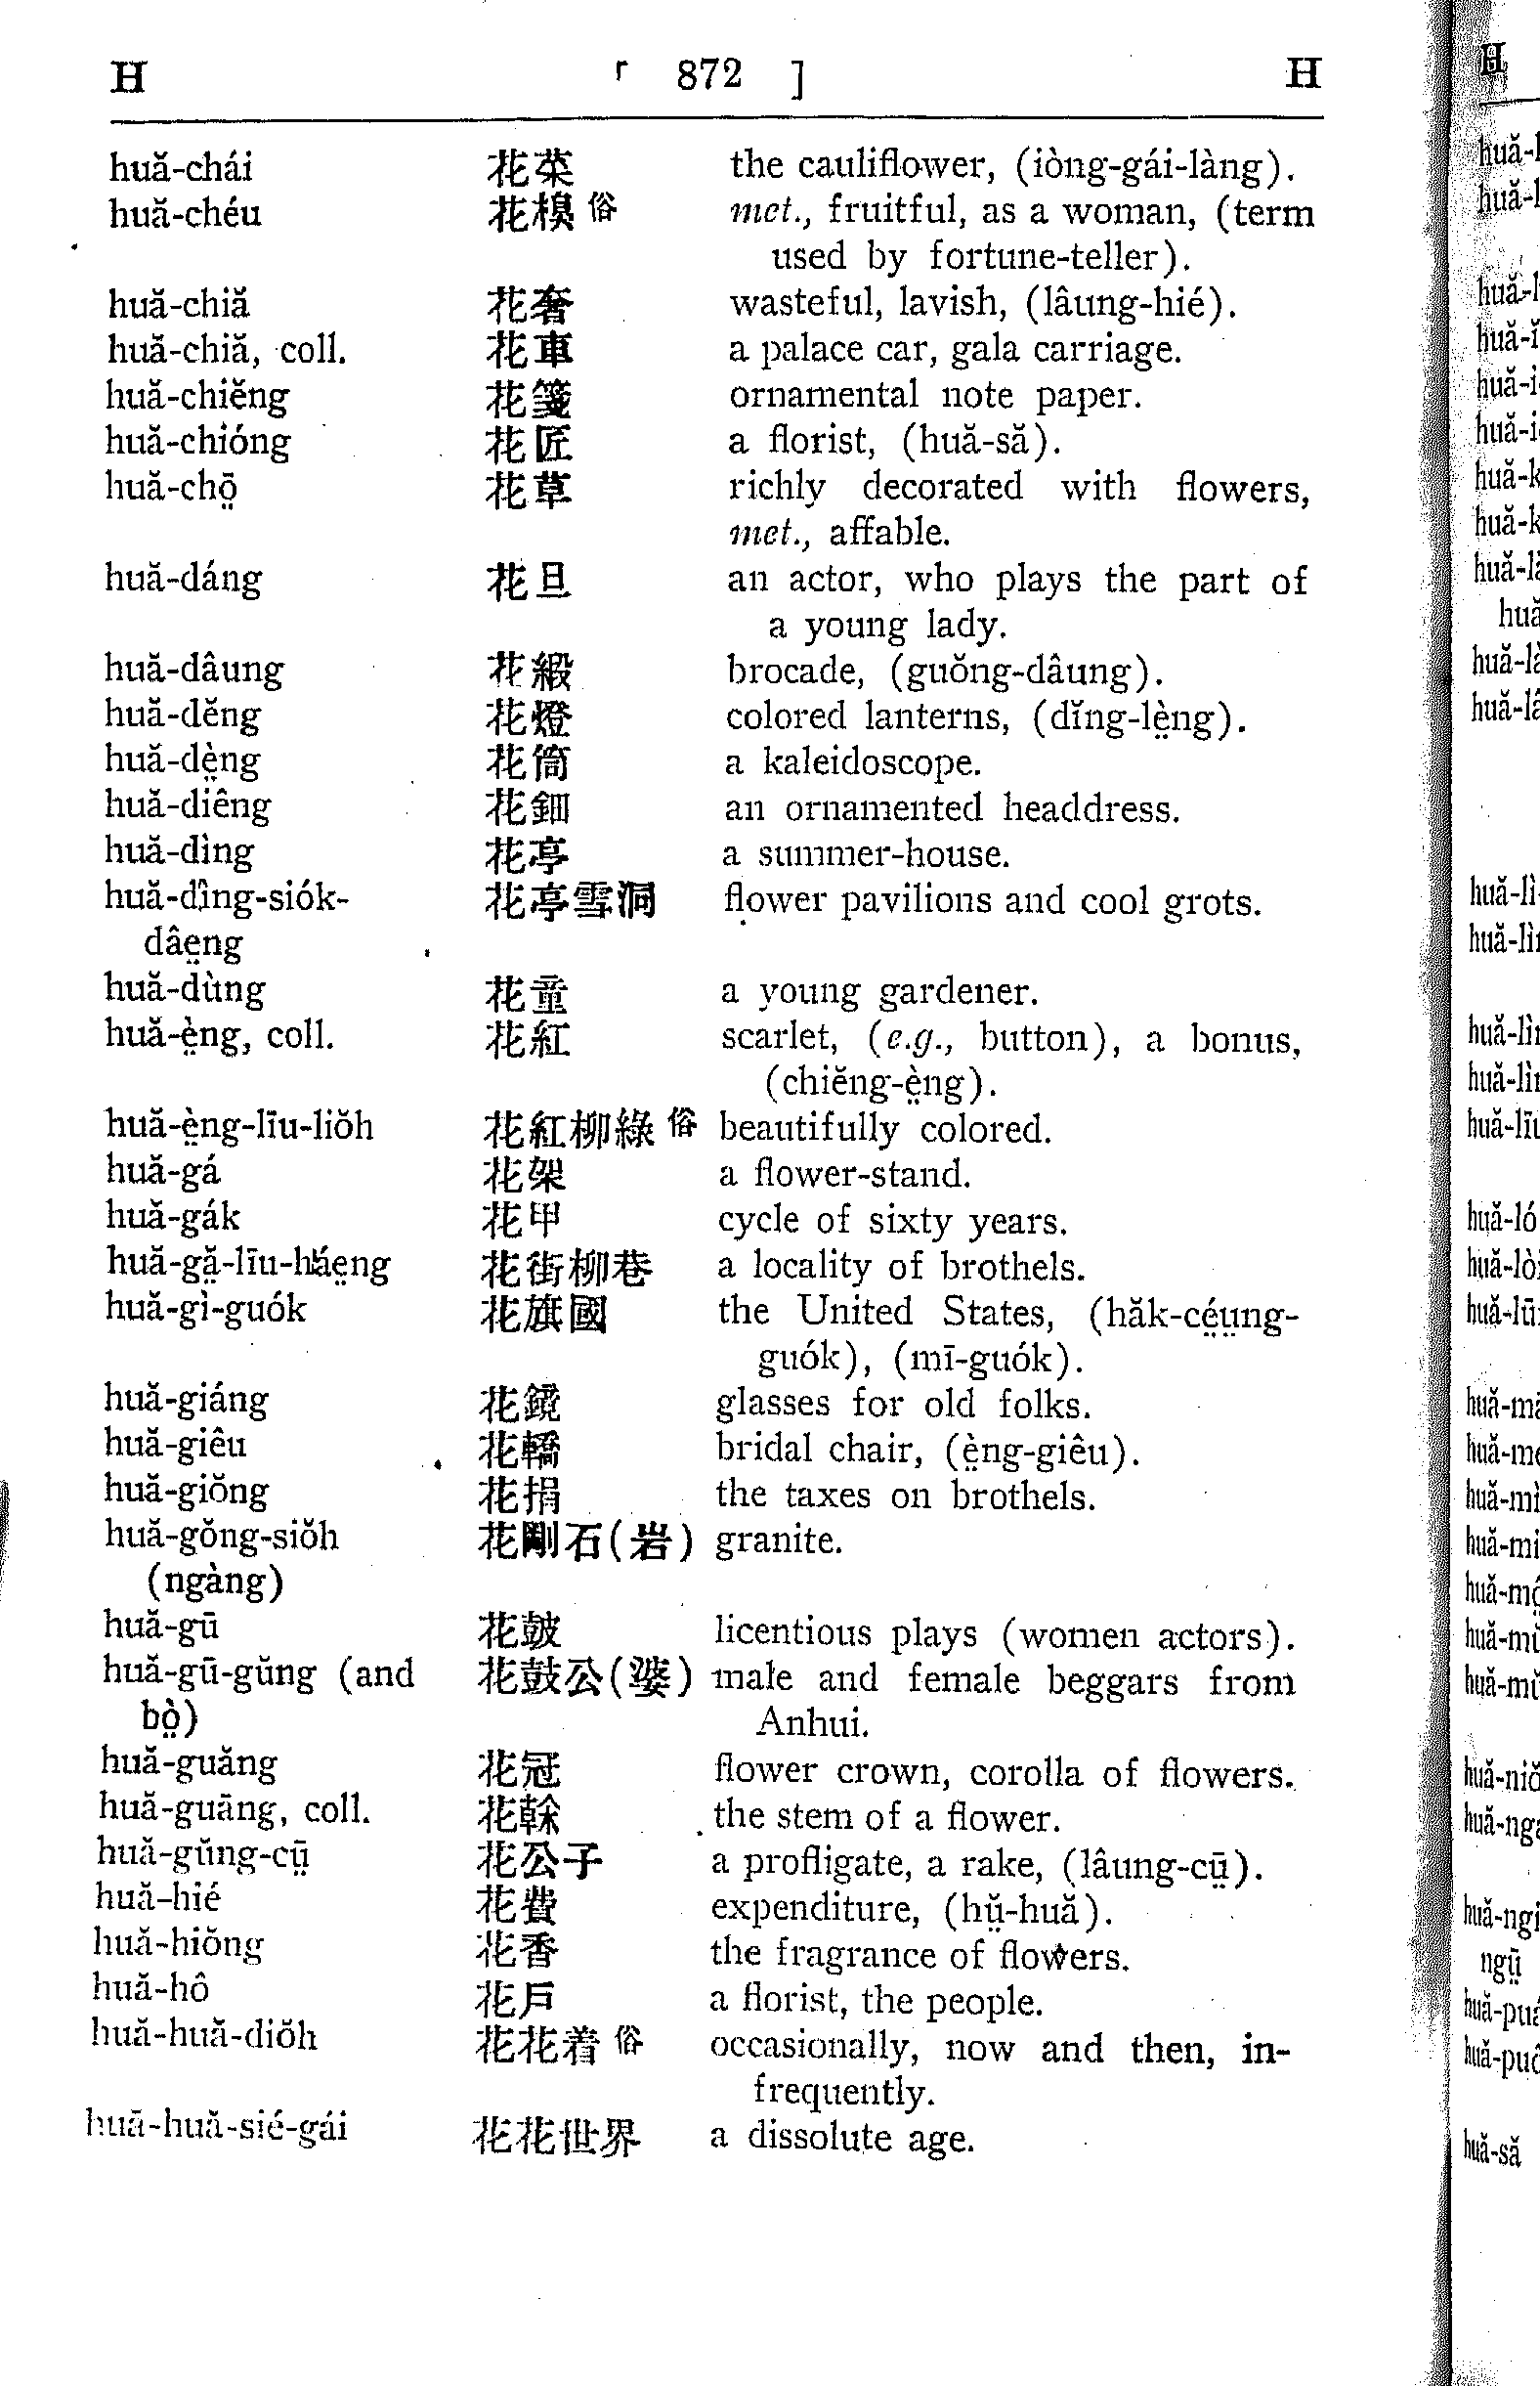 H [ 872 ] H
huă-chái 花菜 the cauliflower, (iòng-gái-làng).
huă-chéu 花樹俗 met., fruitful, as a woman, (term
used by fortune-teller).
huă-chiă 花奢 wasteful, lavish, (lâung-hié).
huă-chiă, coll. 花車 a palace car, gala carriage.
huă-chiĕng 花箋 ornamental note paper.
huă-chióng 花匠 a florist, (huă-să).
huă-chō̤ 花草 richly decorated with flowers,
met., affable.
huă-dáng 花旦 an actor, who plays the part of
a young lady.
huă-dâung 花緞 brocade, (guŏng-dâung).
huă-dĕng 花燈 colored lanterns, (dĭng-lè̤ng).
huă-dè̤ng 花筒 a kaleidoscope.
huă-diêng 花鈿 an ornamented headdress.
huă-dìng 花亭 a summer-house.
huă-dìng-siók- 花亭雪洞 flower pavilions and cool grots.
dâe̤ng
huă-dùng 花童 a young gardener.
huă-è̤ng, coll. 花紅 scarlet, (e.g., button), a bonus,
(chiĕng-è̤ng).
huă-è̤ng-līu-liŏh 花紅柳綠俗 beautifully colored.
huă-gá 花架 a flower-stand.
huă-gák 花甲 cycle of sixty years.
huă-gă̤-līu-háe̤ng 花街柳巷 a locality of brothels.
huă-gì-guók 花旗國 the United States, (hăk-cé̤ṳng-
guók), (mī-guók).
huă-giáng 花鏡 glasses for old folks.
huă-giêu 花轎 bridal chair, (è̤ng-giêu).
huă-giŏng 花捐 the taxes on brothels.
huă-gŏng-siŏh 花剛石(岩) granite.
(ngàng)
huă-gū 花鼓 licentious plays (women actors).
huă-gū-gŭng (and 花鼓公(婆) male and female beggars from
bò̤) Anhui.
huă-guăng 花冠 flower crown, corolla of flowers.
huă-guāng, coll. 花榦 the stem of a flower.
huă-gŭng-cṳ̄ 花公子 a profligate, a rake, (lâung-cṳ̄).
huă-hié 花費 expenditure, (hṳ̆-huă).
huă-hiŏng 花香 the fragrance of flowers.
huă-hô 花戶 a florist, the people.
huă-huă-diŏh 花花着俗 occasionally, now and then, in-
frequently.
huă-huă-sié-gái 花花世界 a dissolute age.
H
huă-să